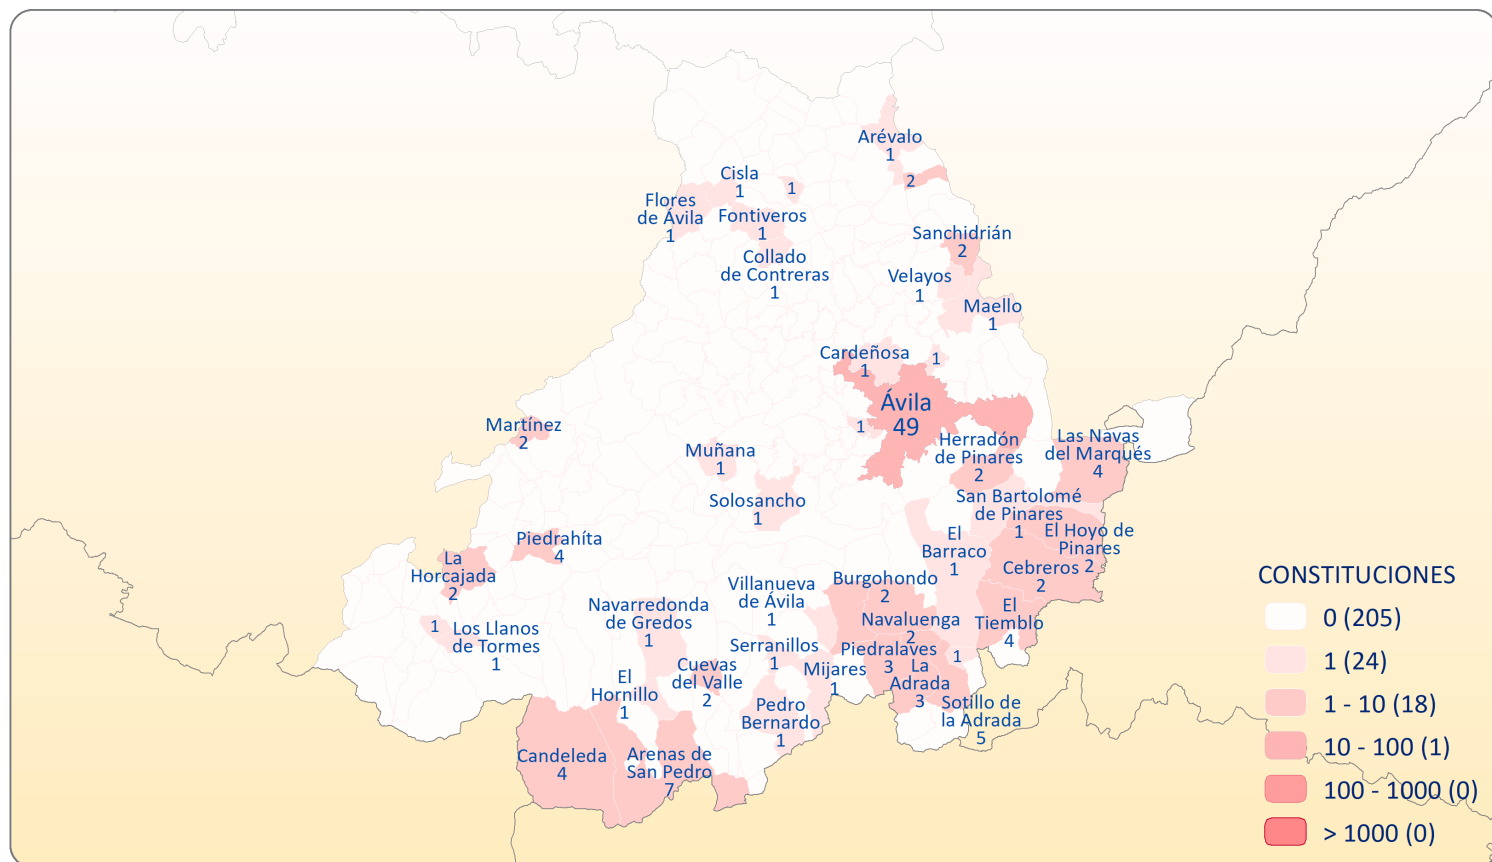 Arévalo
1
2
Cisla
1
1
Flores
de Ávila
1
Fontiveros
1
Collado
de Contreras
1
Sanchidrián
2
Velayos
1
Maello
1
Cardeñosa
1
1
Ávila
49
1
Martínez
2
Muñana
1
Herradón
de Pinares
2
Las Navas
del Marqués
4
Solosancho
1
San Bartolomé
de Pinares
1
El Hoyo de
Pinares
2
El
Barraco
1
Cebreros
2
Piedrahíta
4
La
Horcajada
2
Villanueva
de Ávila
1
Burgohondo
2
Navaluenga
2
El
Tiemblo
4
Navarredonda
de Gredos
1
1
Los Llanos
de Tormes
1
Serranillos
1
Piedralaves
3
1
Mijares
1
La
Adrada
3
Cuevas
del Valle
2
El
Hornillo
1
Pedro
Bernardo
1
Sotillo de
la Adrada
5
Candeleda
4
Arenas de
San Pedro
7
CONSTITUCIONES
0 (205)
1 (24)
1 - 10 (18)
10 - 100 (1)
100 - 1000 (0)
> 1000 (0)